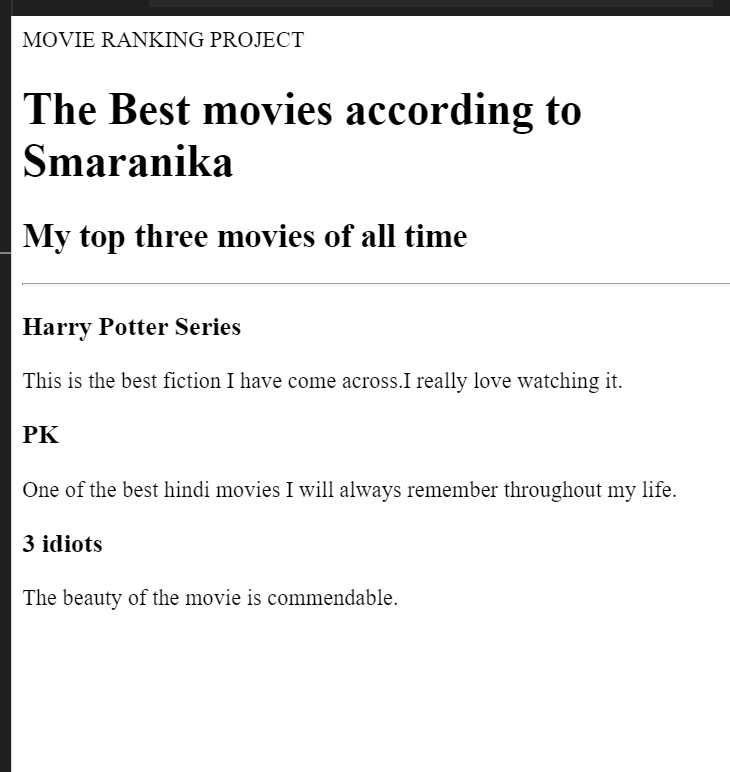 MOVIE RANKING PROJECT
The Best movies according to
Smaranika
My top three movies of all time
Harry Potter Series
This is the best fiction I have come across.I really love watching it.
PK
One of the best hindi movies I will always remember throughout my life.
3 idiots
The beauty of the movie is commendable.